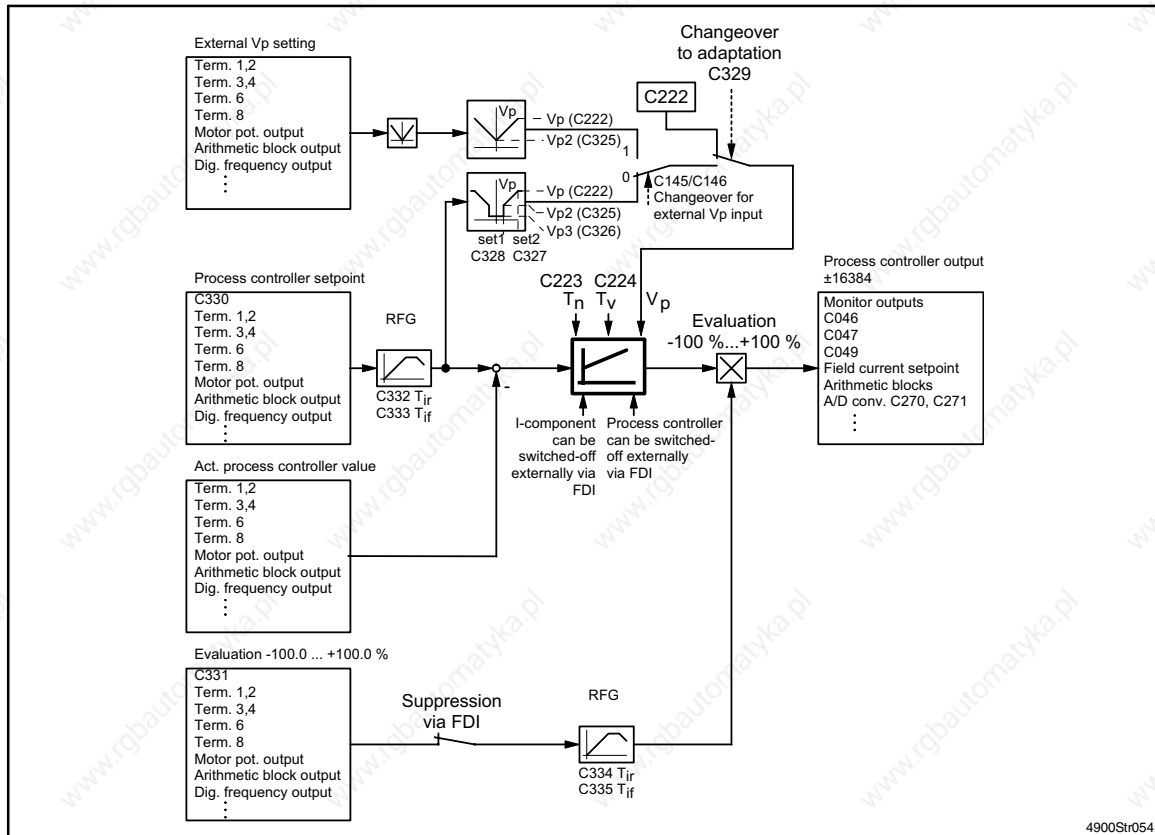 External Vp setting
Term. 1,2
Term. 3,4
Term. 6
Term. 8
Motor pot. output
Arithmetic block output
Dig. frequency output
Vp
Vp (C222)
Vp2 (C325)
1
0
Vp
Vp (C222)
Vp2 (C325)
Vp3 (C326)
set1 set2
C328 C327
C222
Changeover
to adaptation
C329
C145/C146
Changeover for
external Vp input
Process controller setpoint
C330
Term. 1,2
Term. 3,4
Term. 6
Term. 8
Motor pot. output
Arithmetic block output
Dig. frequency output
RFG
C332 Tir
C333 Tif
-
C223
Tn
C224
Tv
Vp
I-component
can be
switched-off
externally via
FDI
Process controller
can be switched-
off externally
via FDI
Evaluation
-100 %...+100 %
Process controller output
±16384
Monitor outputs
C046
C047
C049
Field current setpoint
Arithmetic blocks
A/D conv. C270, C271
Act. process controller value
Term. 1,2
Term. 3,4
Term. 6
Term. 8
Motor pot. output
Arithmetic block output
Dig. frequency output
Evaluation -100.0 ... +100.0 %
C331
Term. 1,2
Term. 3,4
Term. 6
Term. 8
Motor pot. output
Arithmetic block output
Dig. frequency output
Suppression
via FDI
RFG
C334 Tir
C335 Tif
4900Str054
www.rgbautomatyka.pl